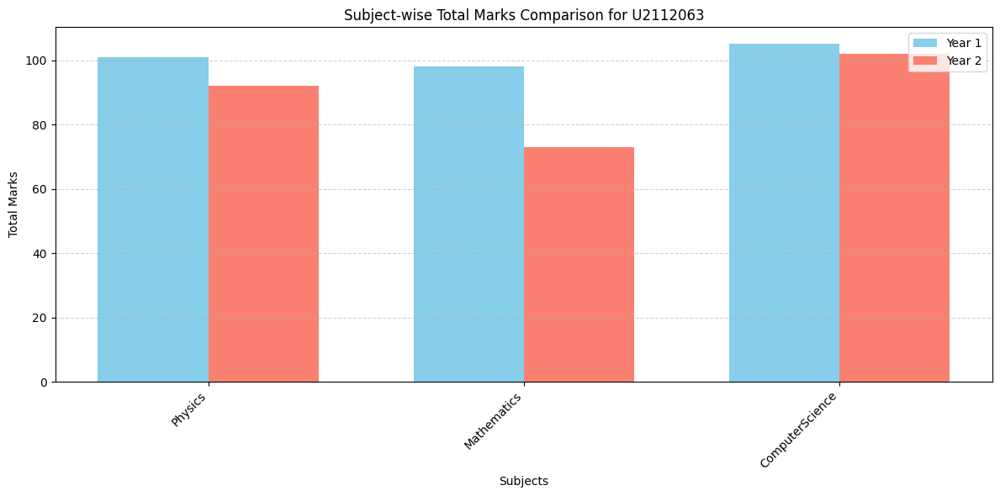 Subject-wise Total Marks Comparison for U2112063
Year 1
Year 2
Total Marks
100
80
60
40
20
0
Physics
Mathematics
ComputerScience
Subjects